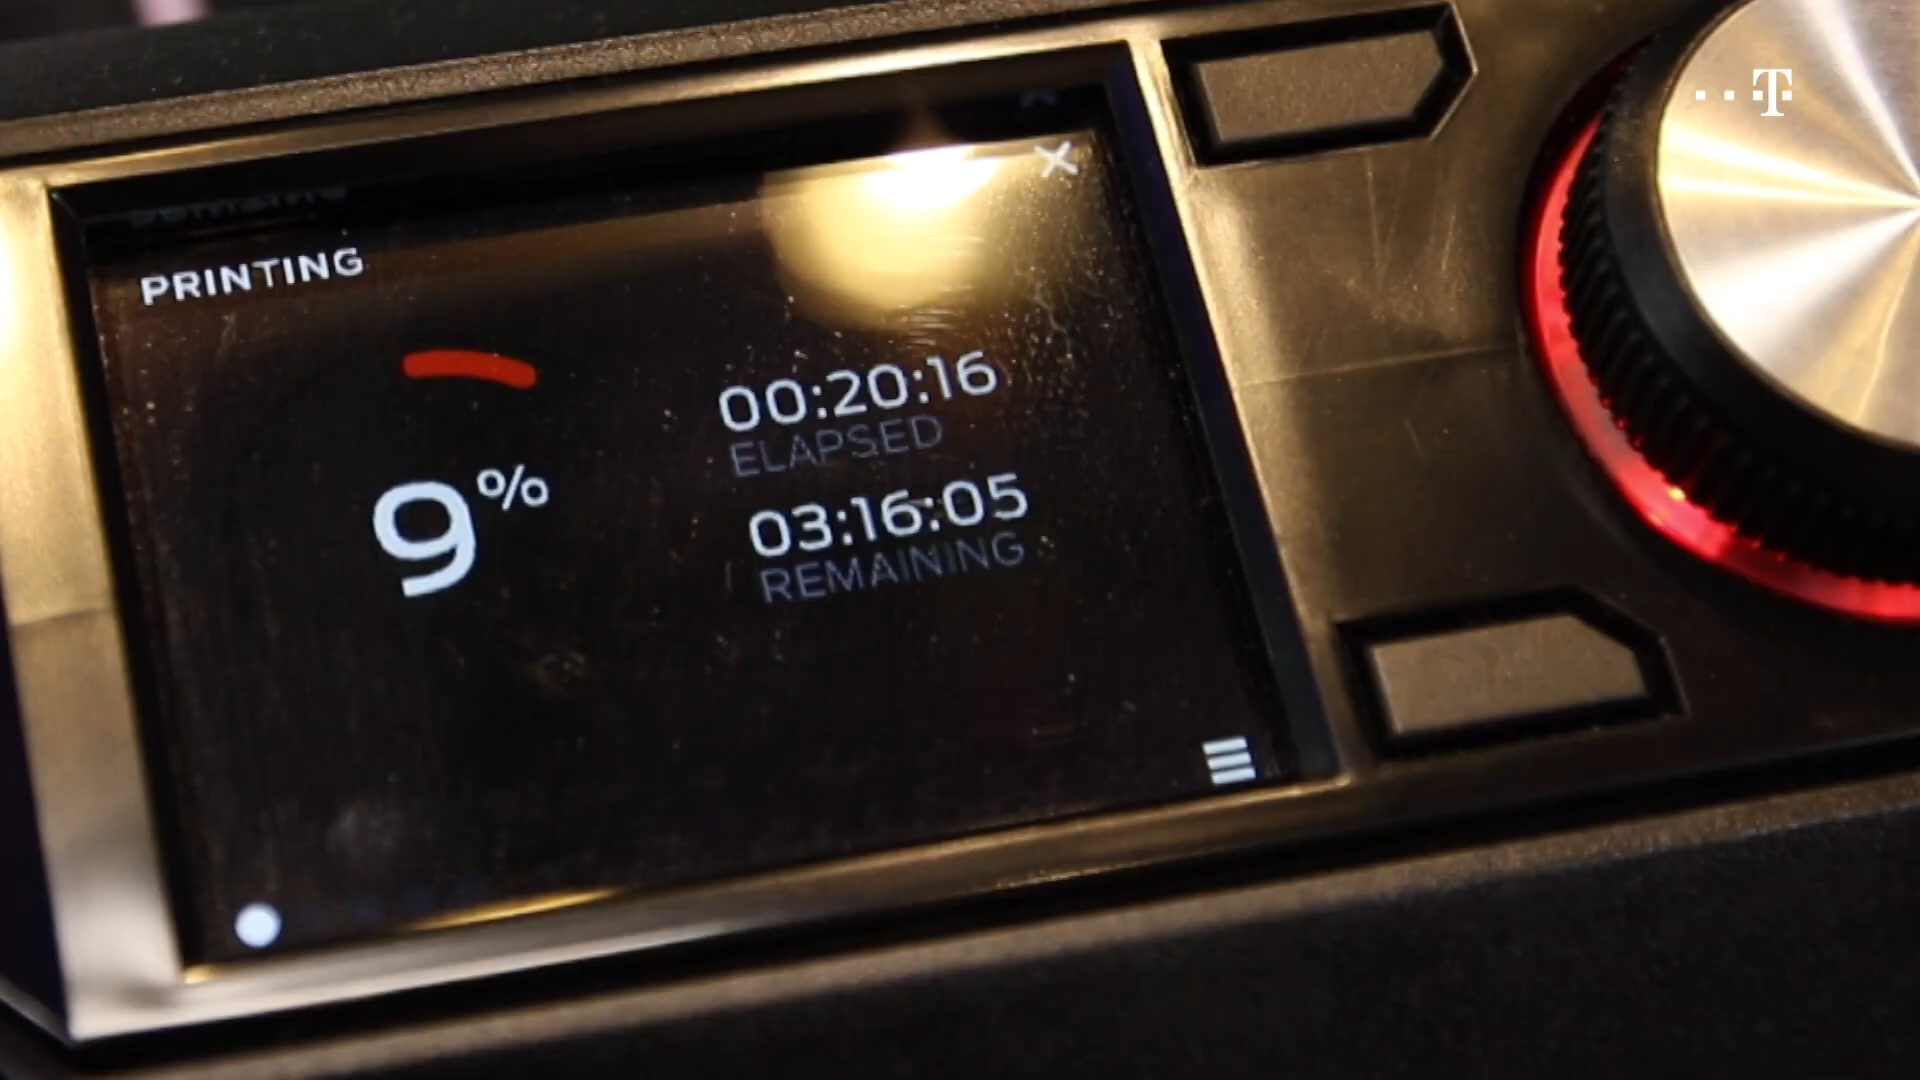 PRINTING
9%
00:20:16
ELAPSED
03:16:05
REMAINING
T